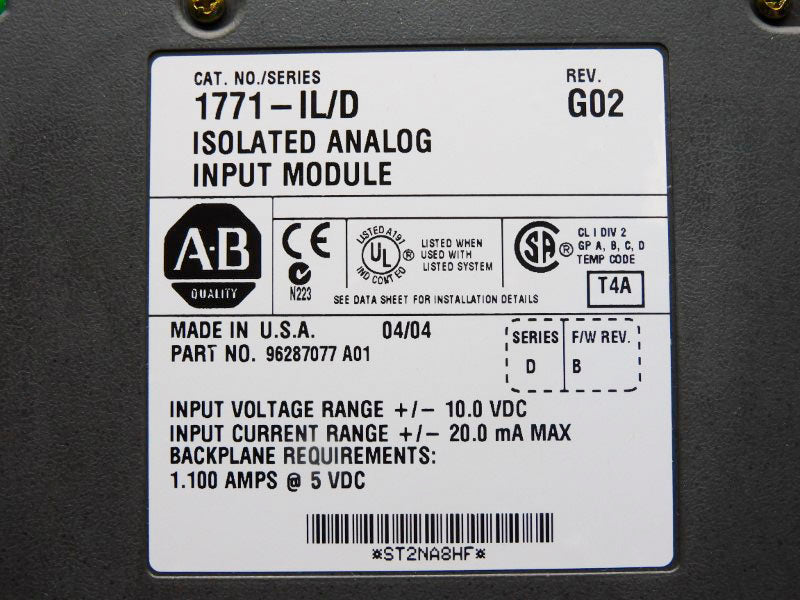 CAT. NO./SERIES REV.
1771-IL/D G02
ISOLATED ANALOG
INPUT MODULE
A·B
QUALITY
CE
N223
LISTED A197
UL
®
IND CONT EQ
LISTED WHEN
USED WITH
LISTED SYSTEM
SA
®
CL I DIV 2
GP A, B, C, D
TEMP CODE
T4A
SEE DATA SHEET FOR INSTALLATION DETAILS
MADE IN U.S.A. 04/04
PART NO. 96287077 A01
SERIES F/W REV.
D B
INPUT VOLTAGE RANGE +/- 10.0 VDC
INPUT CURRENT RANGE +/- 20.0 mA MAX
BACKPLANE REQUIREMENTS:
1.100 AMPS @ 5 VDC
*ST2NA8HF*